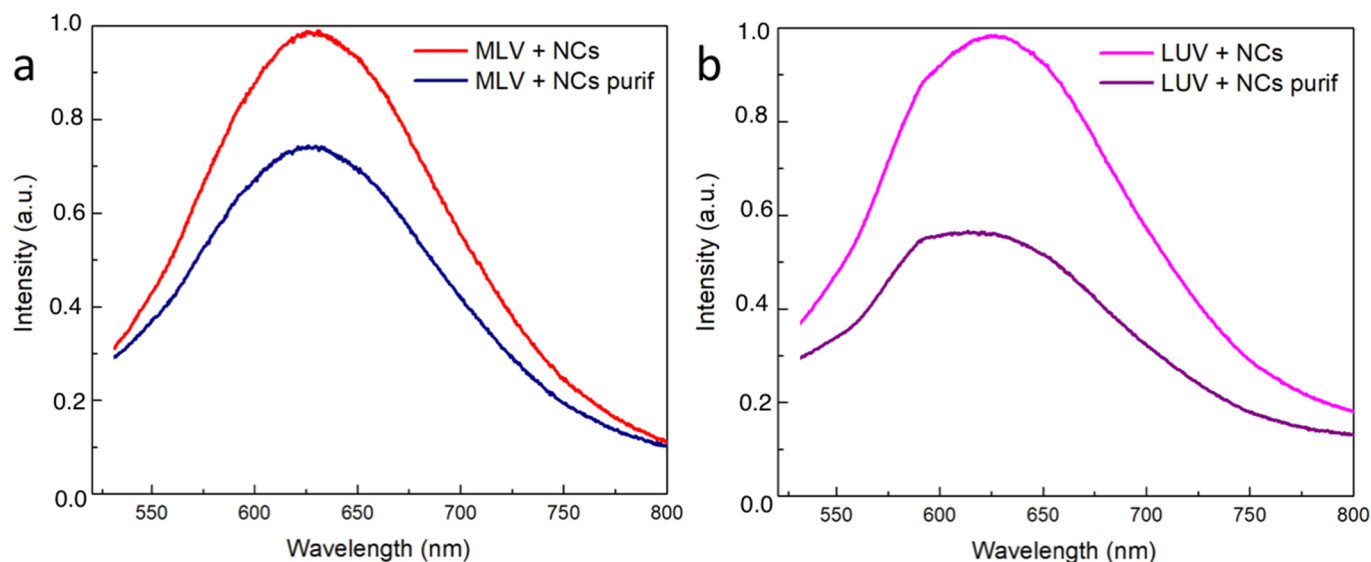 a
MLV + NCs
MLV + NCs purif
Intensity (a.u.)
1.0
0.8
0.6
0.4
0.2
0.0
550 600 650 700 750 800
Wavelength (nm)
b
LUV + NCs
LUV + NCs purif
Intensity (a.u.)
1.0
0.8
0.6
0.4
0.2
0.0
550 600 650 700 750 800
Wavelength (nm)